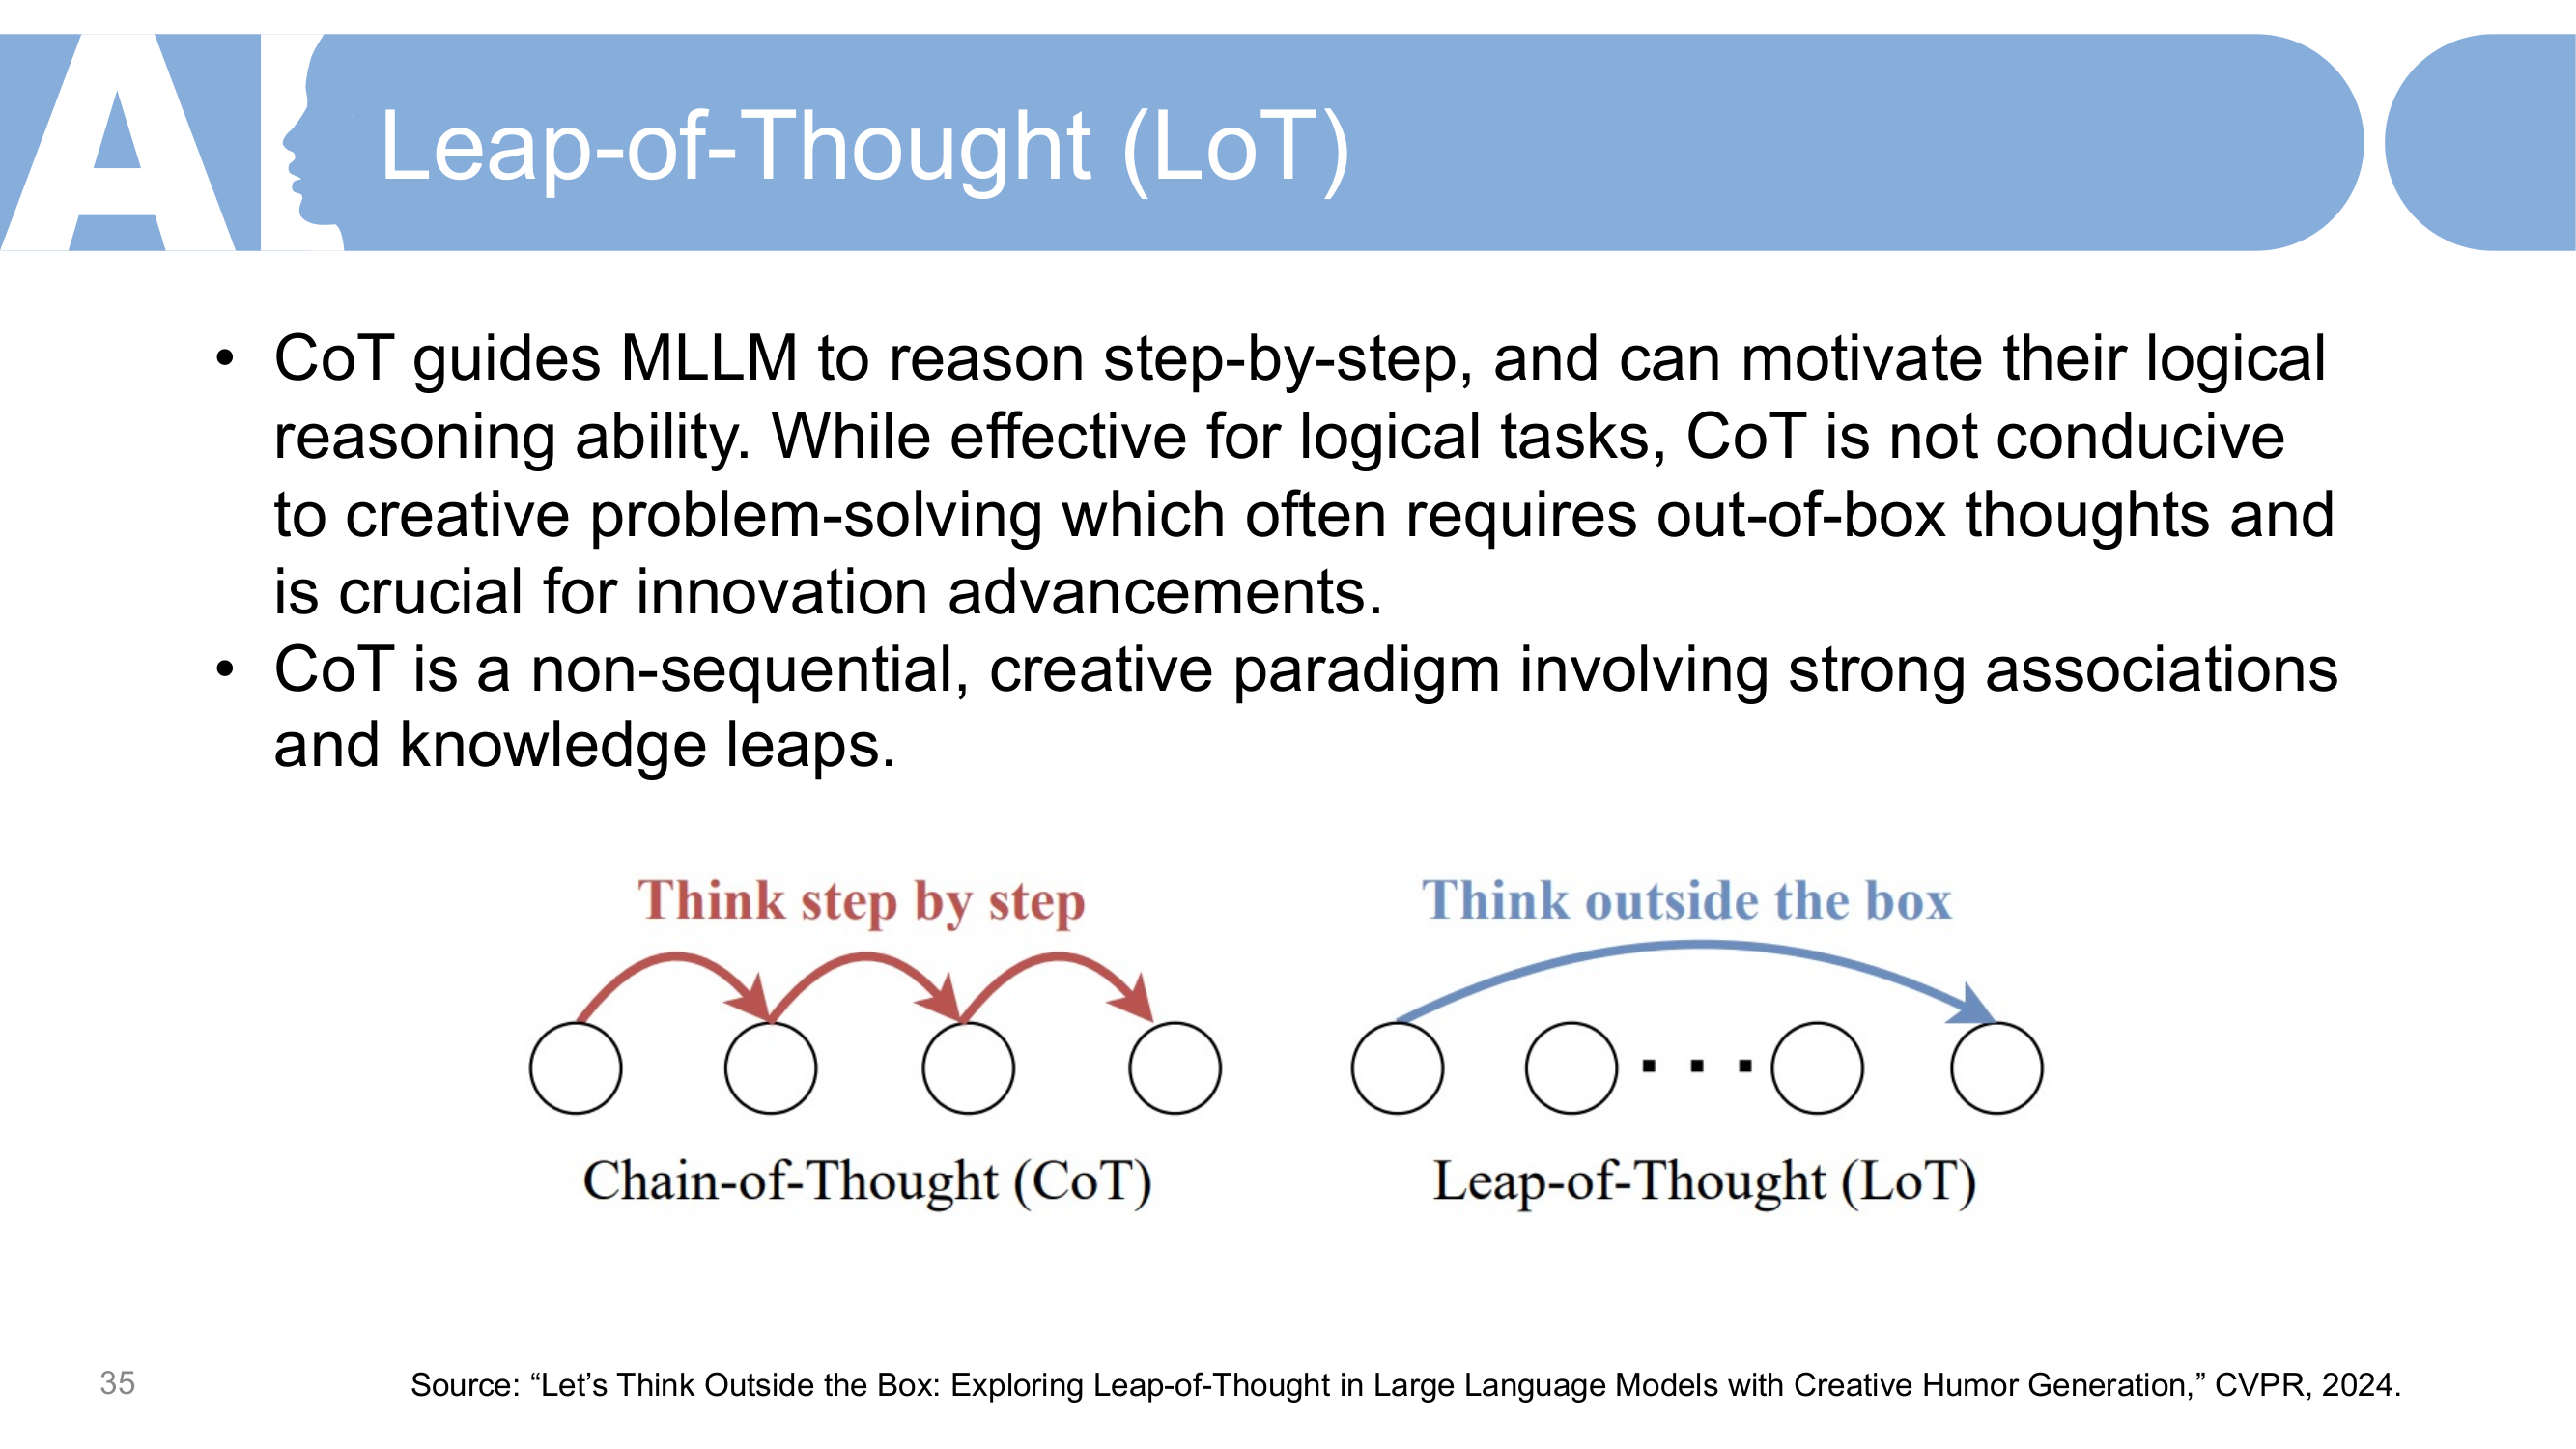 AI
Leap-of-Thought (LoT)
• CoT guides MLLM to reason step-by-step, and can motivate their logical
reasoning ability. While effective for logical tasks, CoT is not conducive
to creative problem-solving which often requires out-of-box thoughts and
is crucial for innovation advancements.
• CoT is a non-sequential, creative paradigm involving strong associations
and knowledge leaps.
Think step by step
Think outside the box
Chain-of-Thought (CoT)
Leap-of-Thought (LoT)
35
Source: “Let’s Think Outside the Box: Exploring Leap-of-Thought in Large Language Models with Creative Humor Generation,” CVPR, 2024.